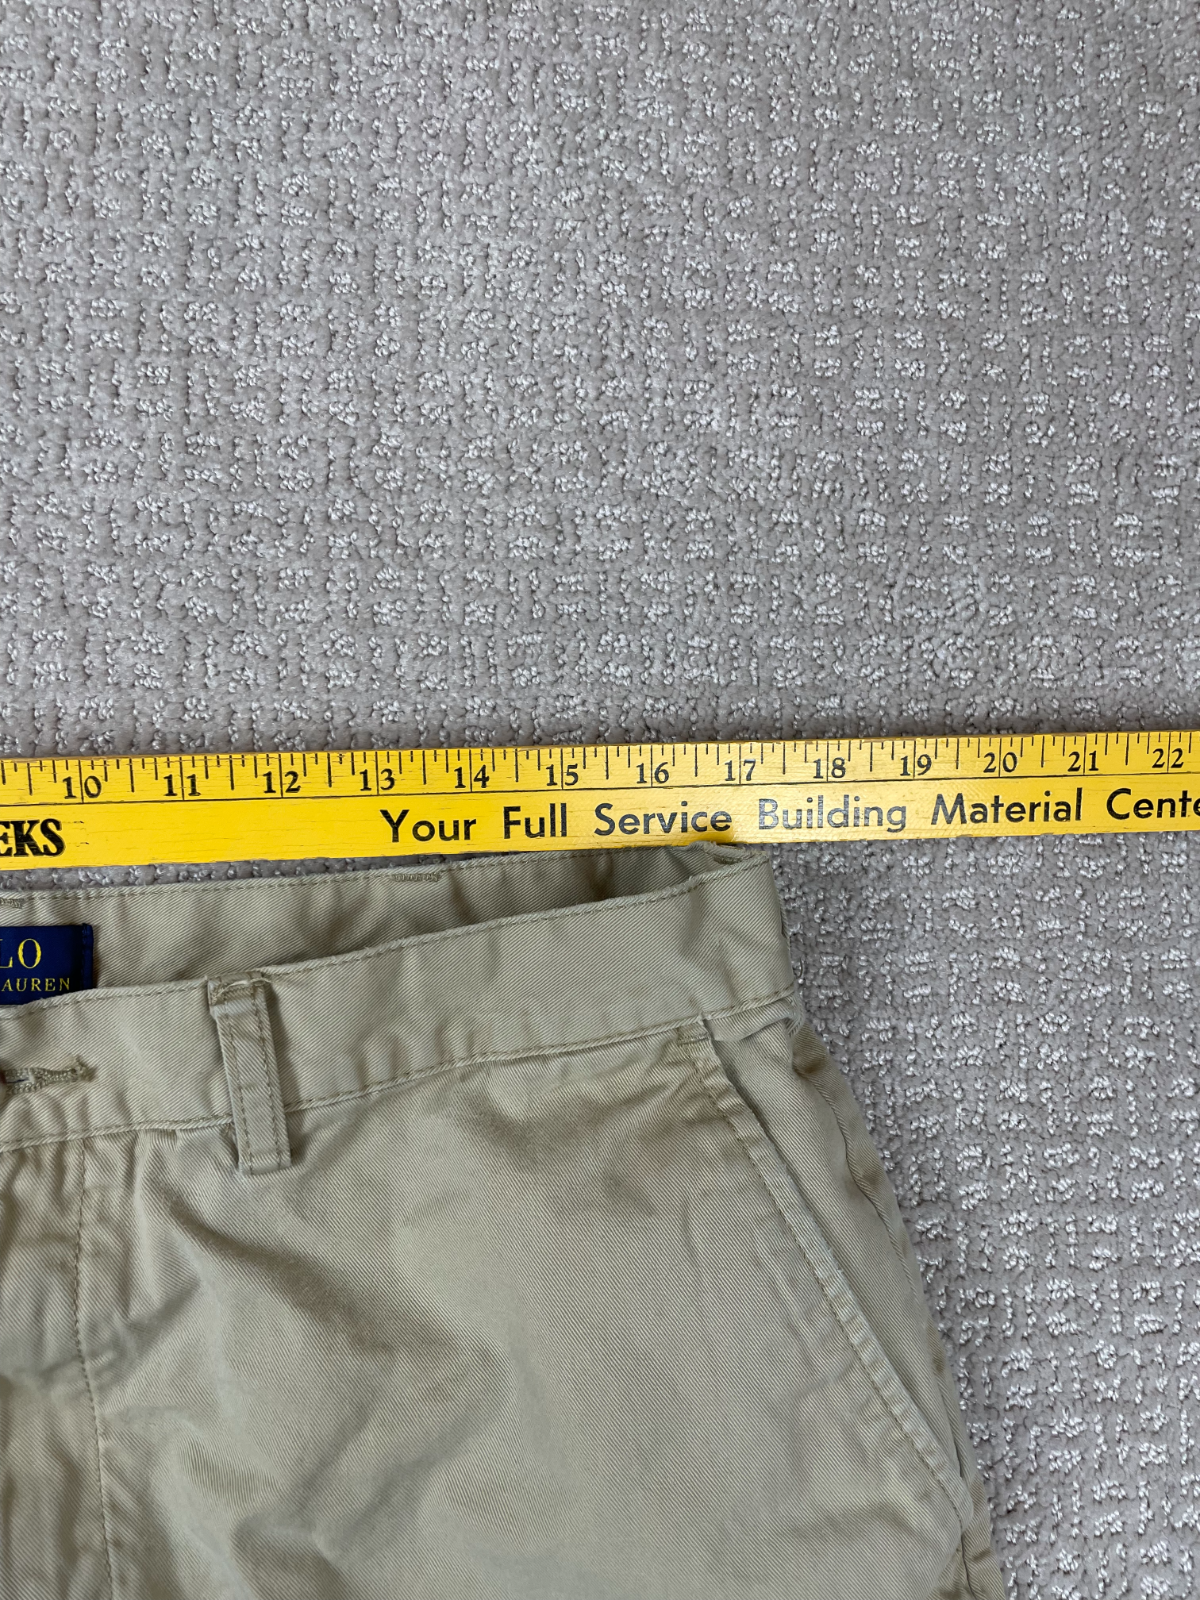 10 11 12 13 14 15 16 17 18 19 20 21 22
EKS Your Full Service Building Material Cente
LO
AUREN